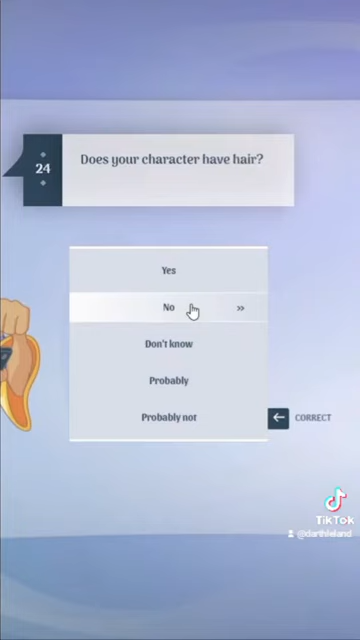 24
Does your character have hair?
Yes
No
Don't know
Probably
Probably not
CORRECT
TikTok
@darthleland